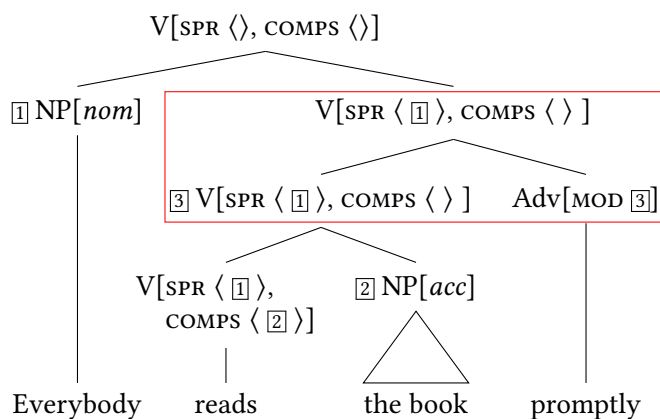 V[SPR ⟨⟩, COMPS ⟨⟩]
1 NP[nom]
V[SPR ⟨ 1 ⟩, COMPS ⟨ ⟩ ]
3 V[SPR ⟨ 1 ⟩, COMPS ⟨ ⟩ ]
Adv[MOD 3]
V[SPR ⟨ 1 ⟩,
COMPS ⟨ 2 ⟩]
2 NP[acc]
Everybody reads the book promptly